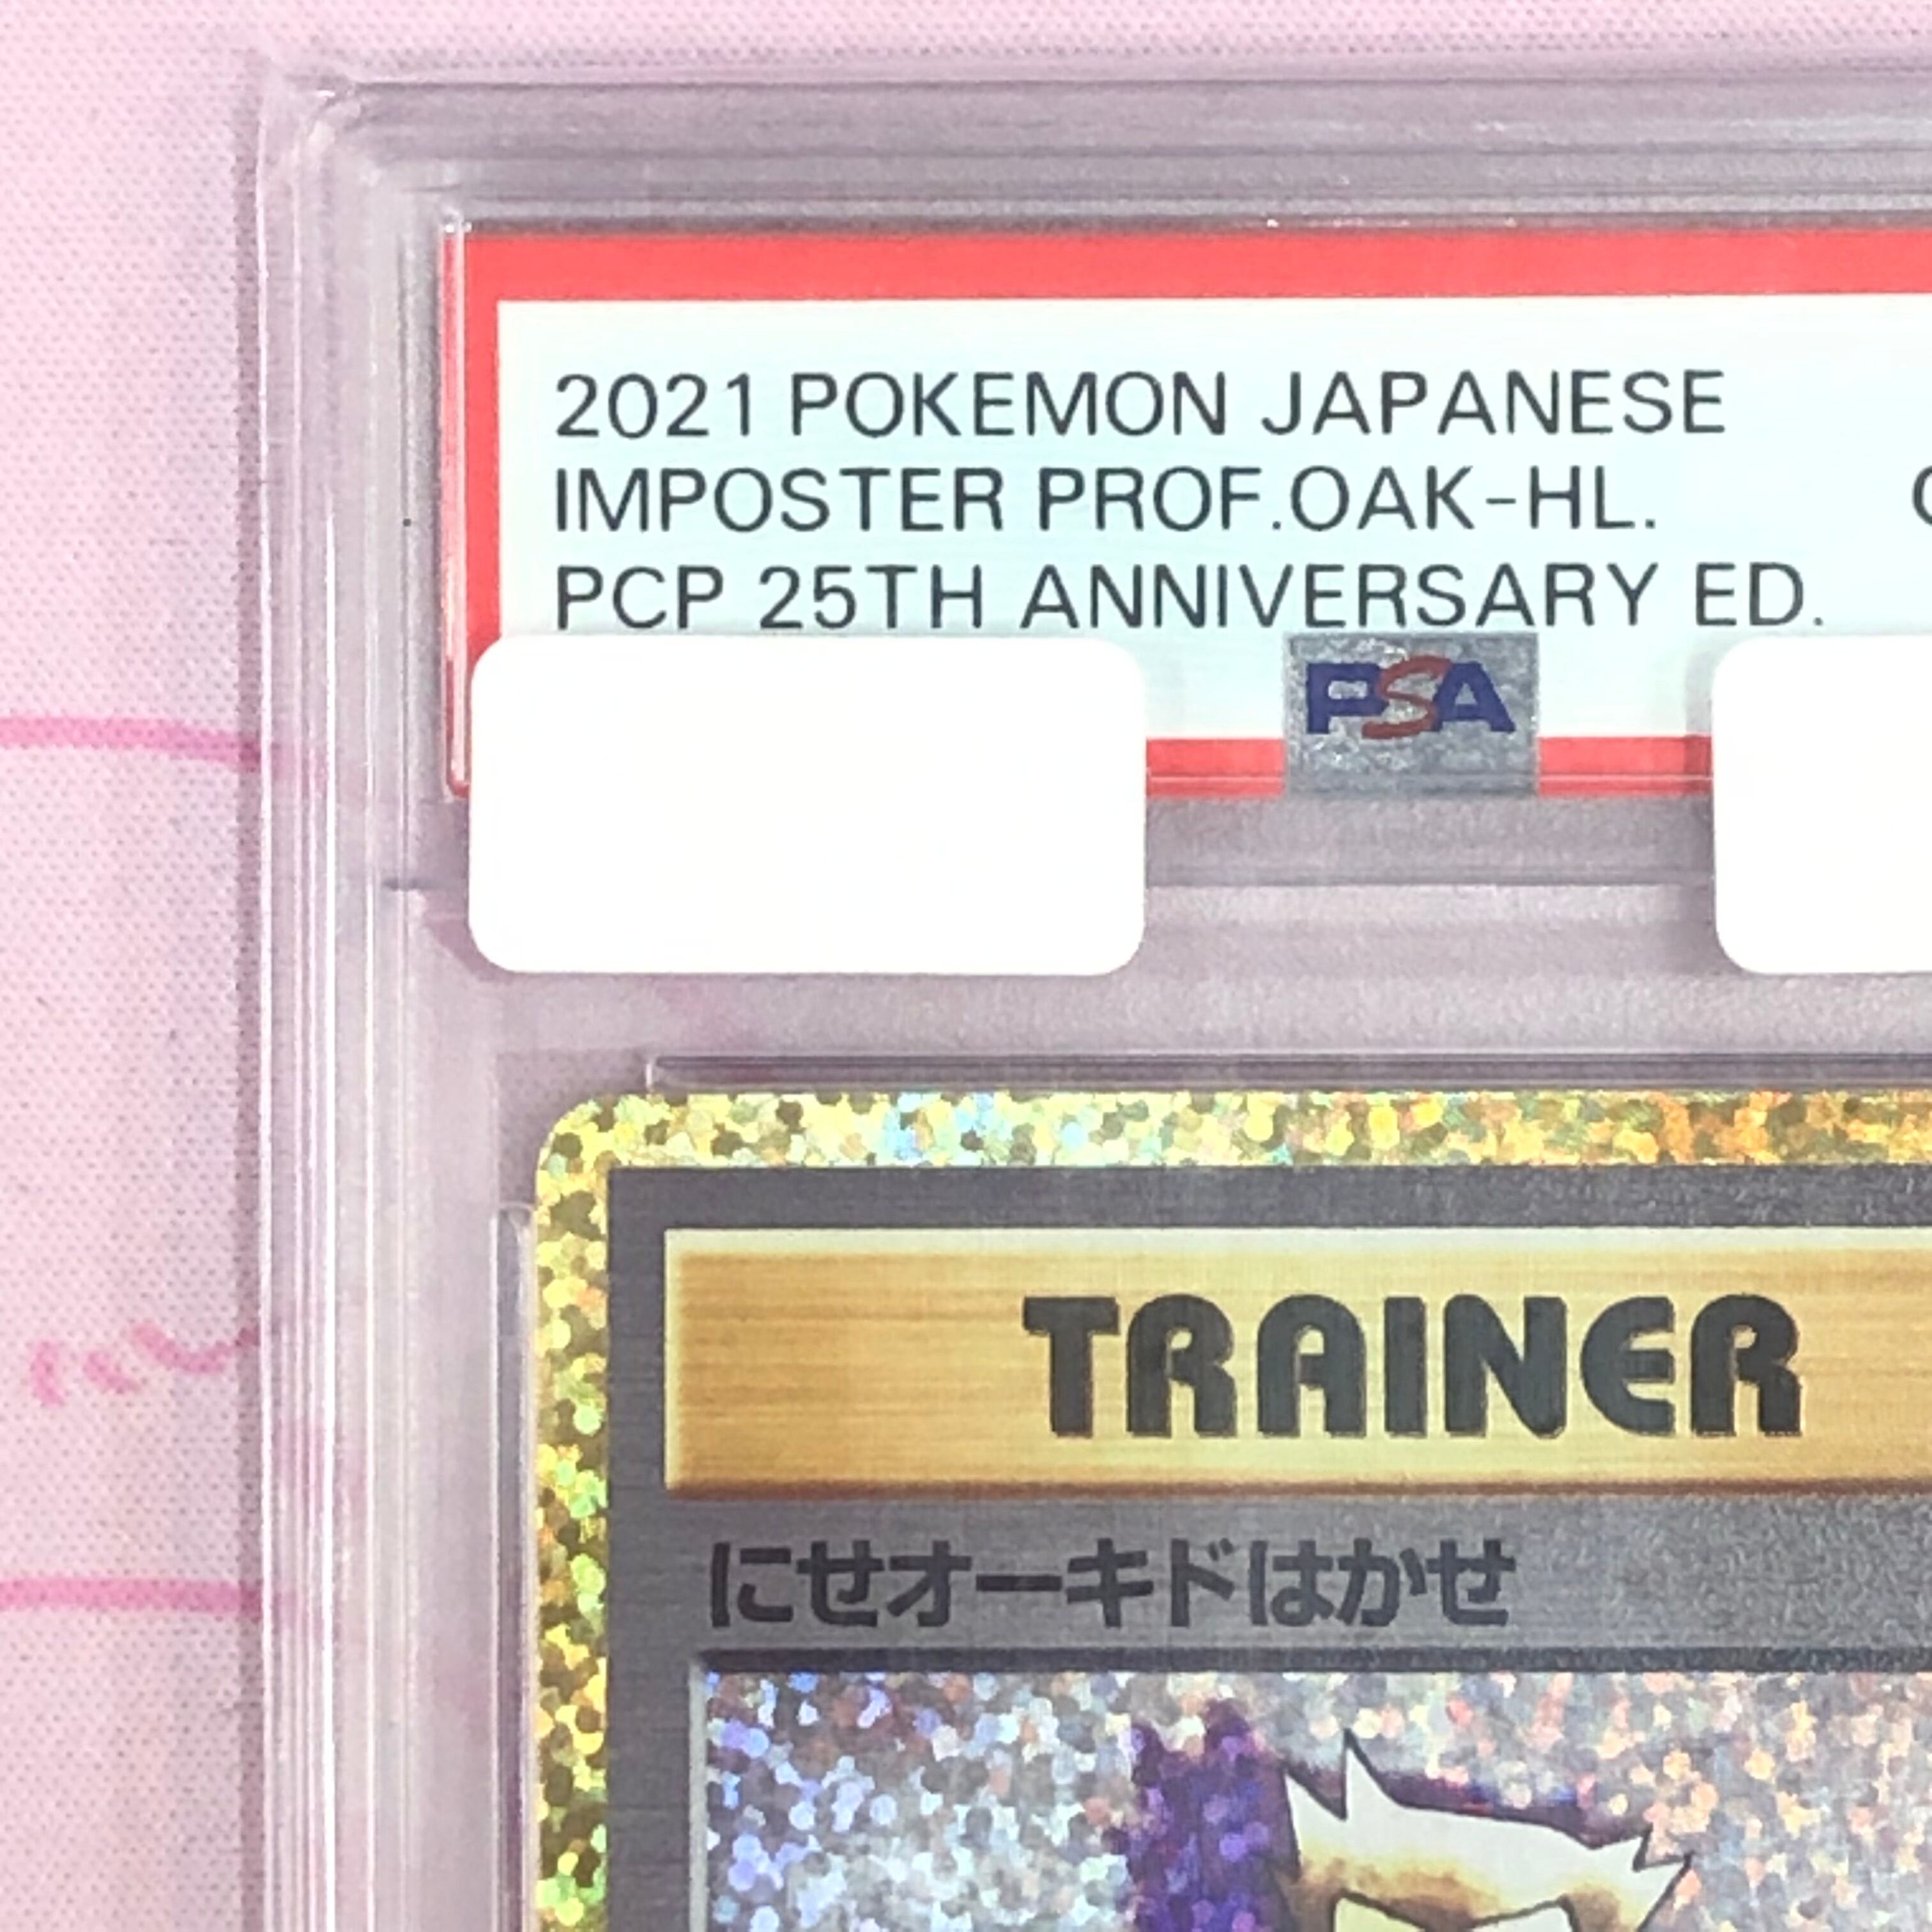 2021 POKEMON JAPANESE
IMPOSTER PROF.OAK-HL.
PCP 25TH ANNIVERSARY ED.
PSA
TRAINER
にせオーキドはかせ